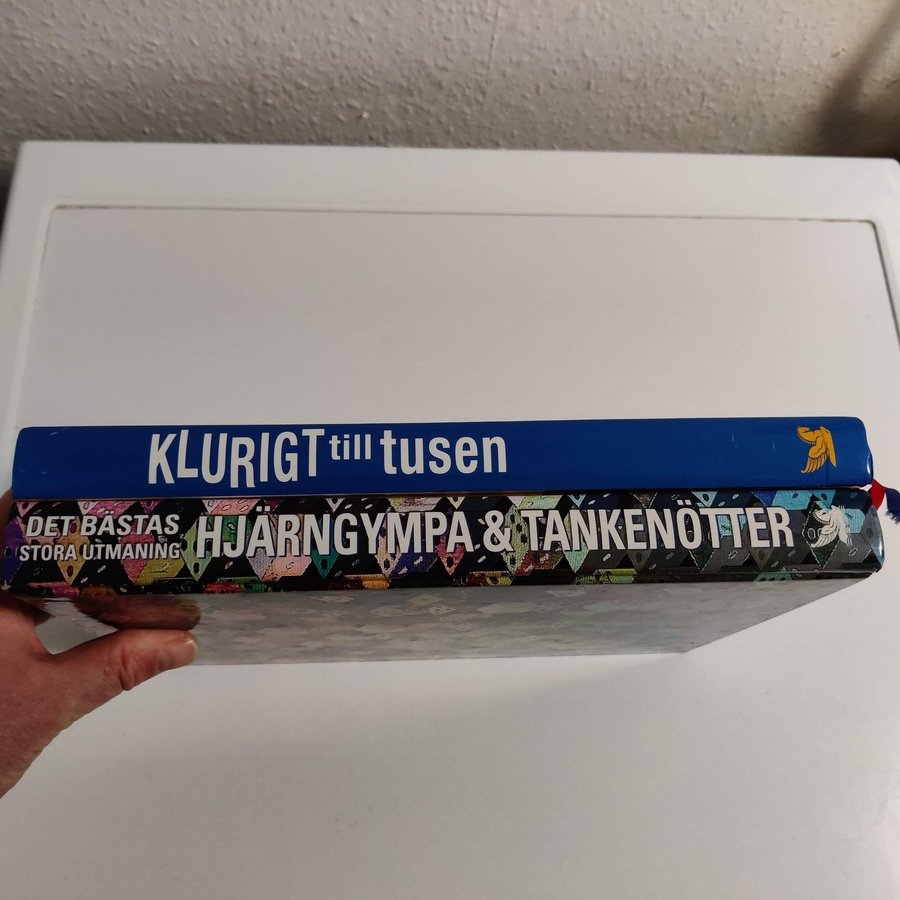 KLURIGT till tusen
DET BÄSTAS
STORA UTMANING
HJÄRNGYMPA & TANKENÖTTER